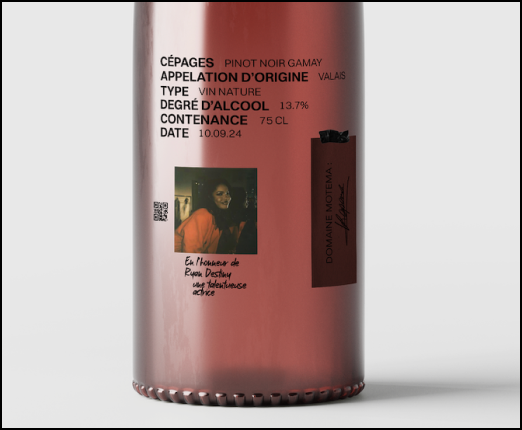 CÉPAGES PINOT NOIR GAMAY
APPELATION D'ORIGINE VALAIS
TYPE VIN NATURE
DEGRÉ D'ALCOOL 13.7%
CONTENANCE 75 CL
DATE 10.09.24
En l'honneur de
Ryan Destiny
une talentueuse
actrice
DOMAINE MOTEMA